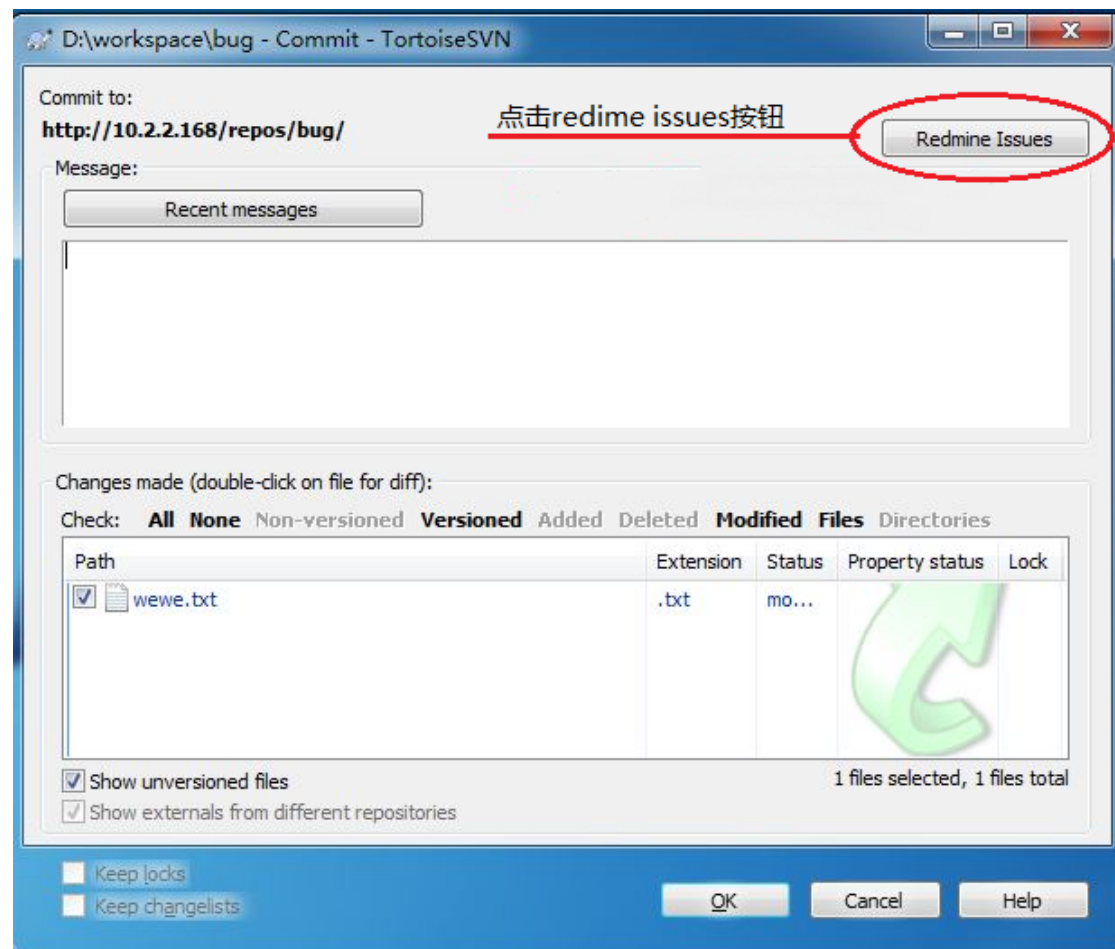 D:\workspace\bug - Commit - TortoiseSVN
Commit to:
http://10.2.2.168/repos/bug/
点击redime issues按钮
Redmine Issues
Message:
Recent messages
Changes made (double-click on file for diff):
Check: All None Non-versioned Versioned Added Deleted Modified Files Directories
Path Extension Status Property status Lock
wewe.txt .txt mo...
Show unversioned files
1 files selected, 1 files total
Show externals from different repositories
Keep locks
Keep changelists
OK Cancel Help